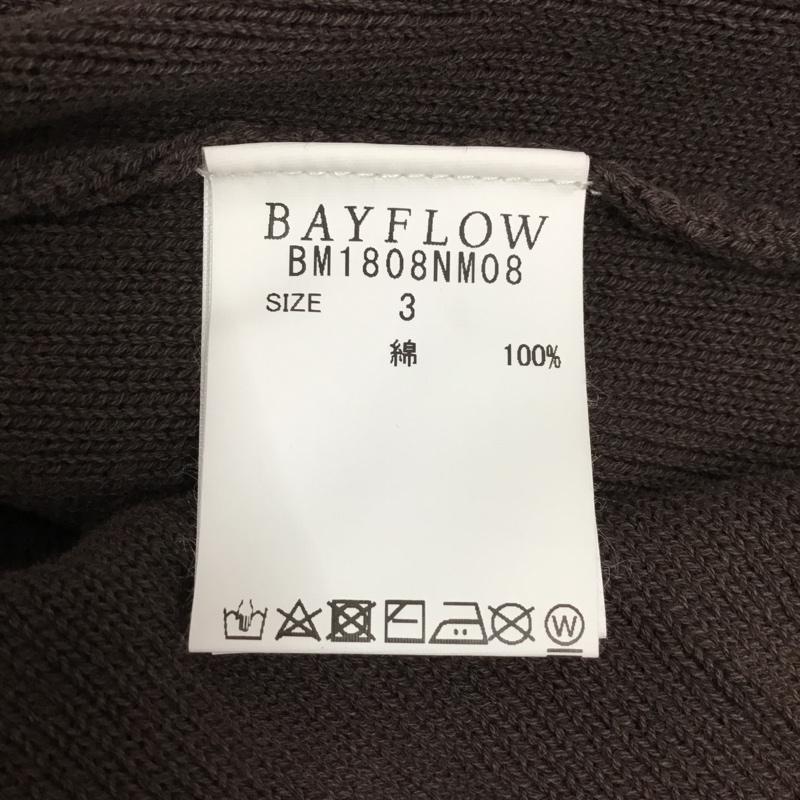 BAYFLOW
BM1808NM08
SIZE 3
綿 100%
W